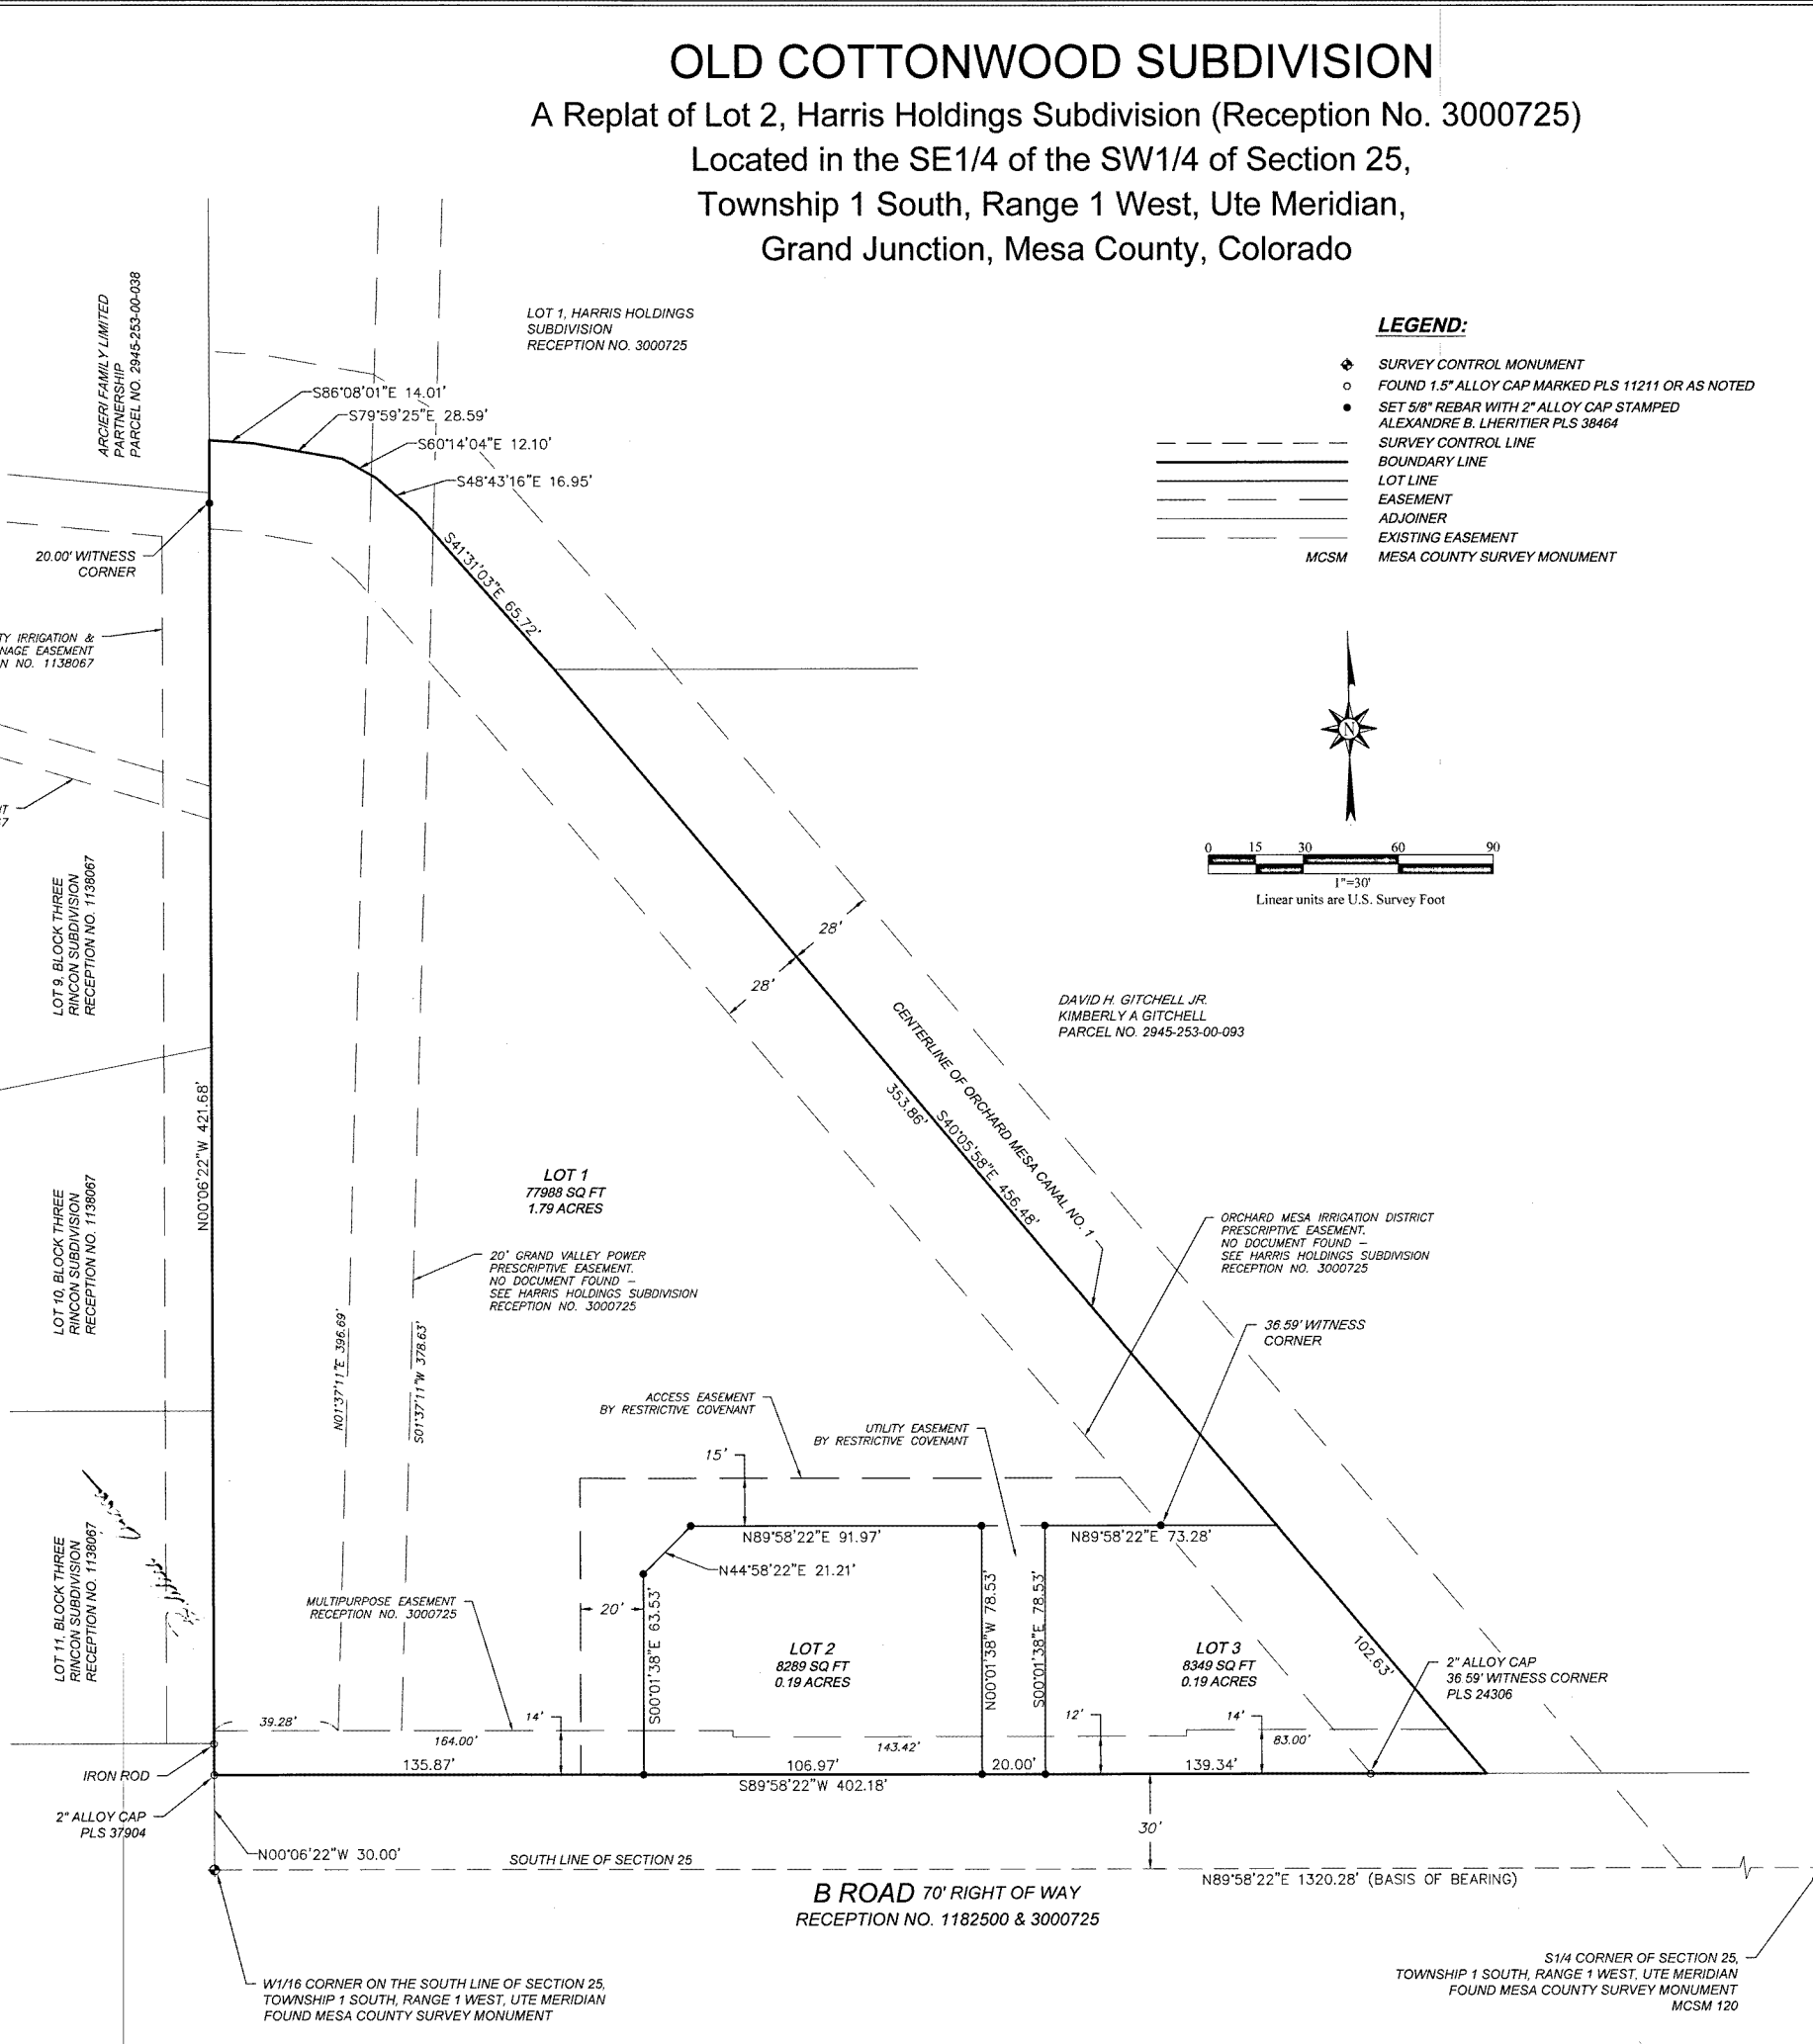 OLD COTTONWOOD SUBDIVISION
A Replat of Lot 2, Harris Holdings Subdivision (Reception No. 3000725)
Located in the SE1/4 of the SW1/4 of Section 25,
Township 1 South, Range 1 West, Ute Meridian,
Grand Junction, Mesa County, Colorado
ARCIERI FAMILY LIMITED
PARTNERSHIP
PARCEL NO. 2945-253-00-038
LOT 1, HARRIS HOLDINGS
SUBDIVISION
RECEPTION NO. 3000725
LEGEND:
SURVEY CONTROL MONUMENT
FOUND 1.5" ALLOY CAP MARKED PLS 11211 OR AS NOTED
SET 5/8" REBAR WITH 2" ALLOY CAP STAMPED
ALEXANDRE B. LHERITIER PLS 38464
SURVEY CONTROL LINE
BOUNDARY LINE
LOT LINE
EASEMENT
ADJOINER
EXISTING EASEMENT
MCSM MESA COUNTY SURVEY MONUMENT
S86°08'01"E 14.01'
S79°59'25"E 28.59'
S60°14'04"E 12.10'
S48°43'16"E 16.95'
S41°31'03"E 65.72'
20.00' WITNESS
CORNER
TY IRRIGATION &
NAGE EASEMENT
N NO. 1138067
T
7
N
0 15 30 60 90
1"=30'
Linear units are U.S. Survey Foot
LOT 9, BLOCK THREE
RINCON SUBDIVISION
RECEPTION NO. 1138067
28'
28'
DAVID H. GITCHELL JR.
KIMBERLY A GITCHELL
PARCEL NO. 2945-253-00-093
CENTERLINE OF ORCHARD MESA CANAL NO. 1
353.86'
S40°05'58"E 456.48'
N00°06'22"W 421.68'
LOT 1
77988 SQ FT
1.79 ACRES
LOT 10, BLOCK THREE
RINCON SUBDIVISION
RECEPTION NO. 1138067
20' GRAND VALLEY POWER
PRESCRIPTIVE EASEMENT.
NO DOCUMENT FOUND –
SEE HARRIS HOLDINGS SUBDIVISION
RECEPTION NO. 3000725
ORCHARD MESA IRRIGATION DISTRICT
PRESCRIPTIVE EASEMENT.
NO DOCUMENT FOUND –
SEE HARRIS HOLDINGS SUBDIVISION
RECEPTION NO. 3000725
N01°37'11"E 396.69'
S01°37'11"W 378.63'
36.59' WITNESS
CORNER
ACCESS EASEMENT
BY RESTRICTIVE COVENANT
UTILITY EASEMENT
BY RESTRICTIVE COVENANT
15'
N89°58'22"E 91.97'
N89°58'22"E 73.28'
N44°58'22"E 21.21'
LOT 11, BLOCK THREE
RINCON SUBDIVISION
RECEPTION NO. 1138067
MULTIPURPOSE EASEMENT
RECEPTION NO. 3000725
20'
S00°01'38"E 63.53'
LOT 2
8289 SQ FT
0.19 ACRES
N00°01'38"W 78.53'
S00°01'38"E 78.53'
LOT 3
8349 SQ FT
0.19 ACRES
102.63'
2" ALLOY CAP
36.59' WITNESS CORNER
PLS 24306
39.28'
14'
12'
14'
164.00'
143.42'
83.00'
135.87'
106.97'
20.00'
139.34'
S89°58'22"W 402.18'
IRON ROD
2" ALLOY CAP
PLS 37904
N00°06'22"W 30.00'
30'
SOUTH LINE OF SECTION 25
N89°58'22"E 1320.28' (BASIS OF BEARING)
B ROAD 70' RIGHT OF WAY
RECEPTION NO. 1182500 & 3000725
W1/16 CORNER ON THE SOUTH LINE OF SECTION 25,
TOWNSHIP 1 SOUTH, RANGE 1 WEST, UTE MERIDIAN
FOUND MESA COUNTY SURVEY MONUMENT
S1/4 CORNER OF SECTION 25,
TOWNSHIP 1 SOUTH, RANGE 1 WEST, UTE MERIDIAN
FOUND MESA COUNTY SURVEY MONUMENT
MCSM 120